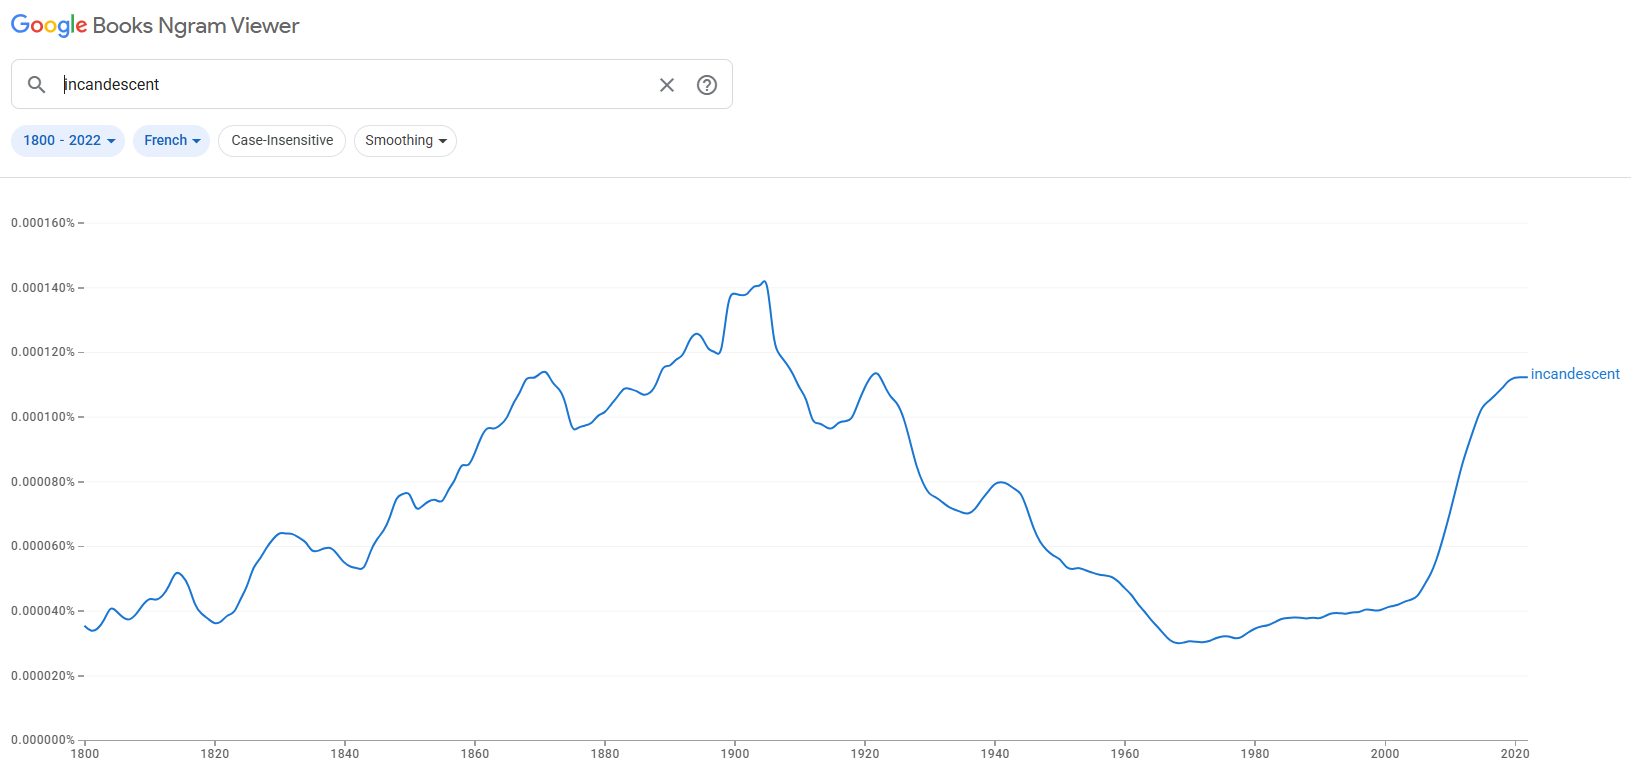 Google Books Ngram Viewer
incandescent
1800 - 2022 French Case-Insensitive Smoothing
0.000160%
0.000140%
0.000120%
0.000100%
0.000080%
0.000060%
0.000040%
0.000020%
0.000000%
incandescent
1800 1820 1840 1860 1880 1900 1920 1940 1960 1980 2000 2020